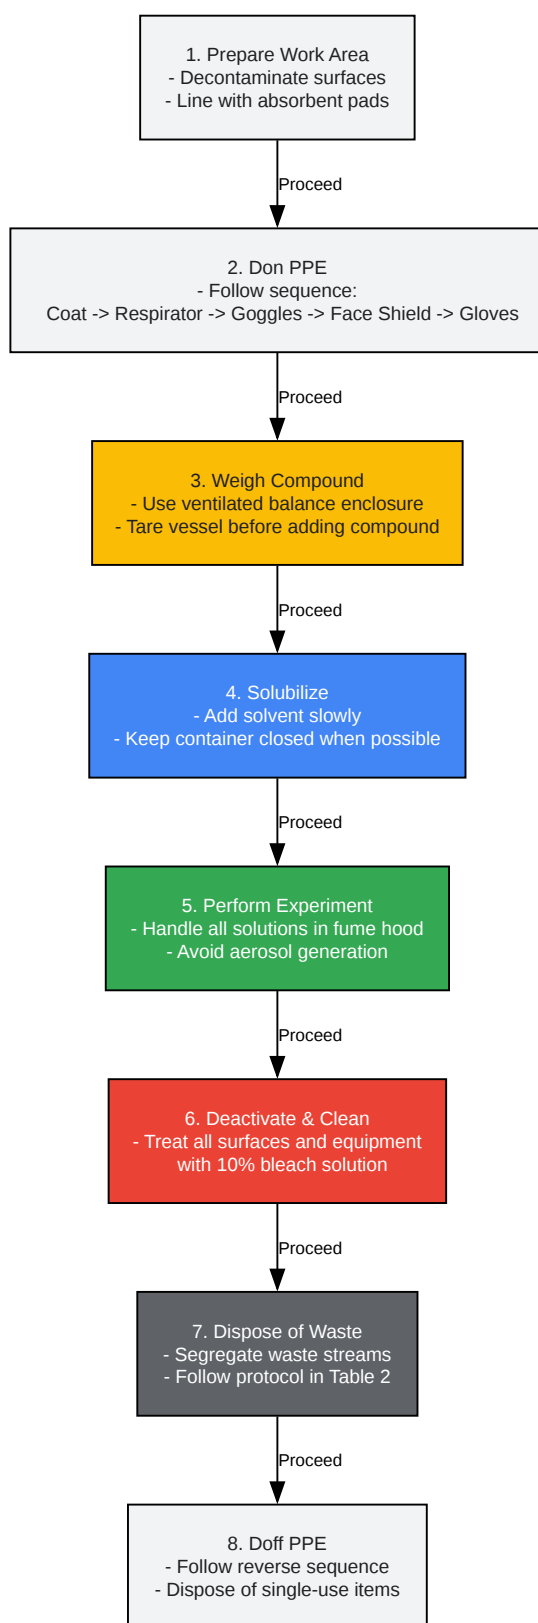 1. Prepare Work Area
- Decontaminate surfaces
- Line with absorbent pads
Proceed
2. Don PPE
- Follow sequence:
Coat -> Respirator -> Goggles -> Face Shield -> Gloves
Proceed
3. Weigh Compound
- Use ventilated balance enclosure
- Tare vessel before adding compound
Proceed
4. Solubilize
- Add solvent slowly
- Keep container closed when possible
Proceed
5. Perform Experiment
- Handle all solutions in fume hood
- Avoid aerosol generation
Proceed
6. Deactivate & Clean
- Treat all surfaces and equipment
with 10% bleach solution
Proceed
7. Dispose of Waste
- Segregate waste streams
- Follow protocol in Table 2
Proceed
8. Doff PPE
- Follow reverse sequence
- Dispose of single-use items